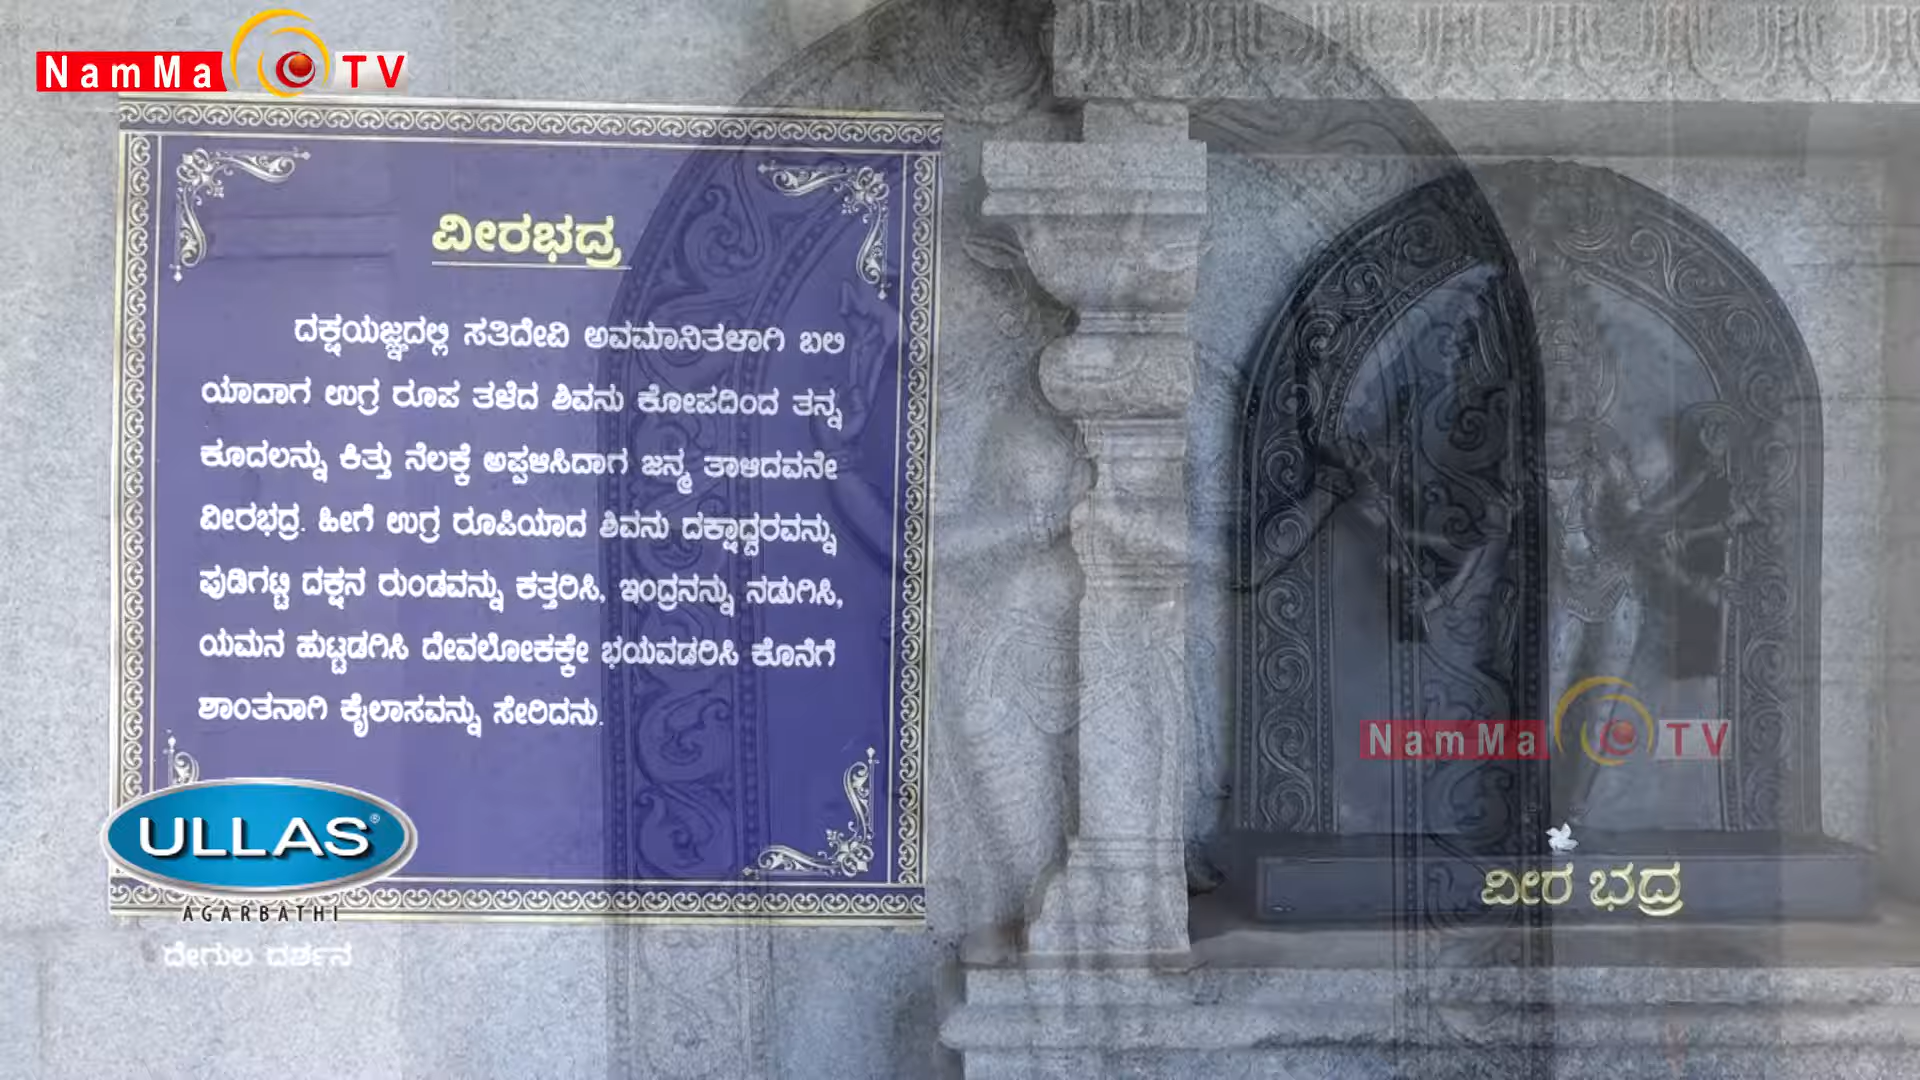 NamMa TV
ವೀರಭದ್ರ
ದಕ್ಷಯಜ್ಞದಲ್ಲಿ ಸತಿದೇವಿ ಅವಮಾನಿತಳಾಗಿ ಬಲಿ
ಯಾದಾಗ ಉಗ್ರ ರೂಪ ತಳೆದ ಶಿವನು ಕೋಪದಿಂದ ತನ್ನ
ಕೂದಲನ್ನು ಕಿತ್ತು ನೆಲಕ್ಕೆ ಅಪ್ಪಳಿಸಿದಾಗ ಜನ್ಮ ತಾಳಿದವನೇ
ವೀರಭದ್ರ. ಹೀಗೆ ಉಗ್ರ ರೂಪಿಯಾದ ಶಿವನು ದಕ್ಷಾದ್ವರವನ್ನು
ಪುಡಿಗಟ್ಟಿ ದಕ್ಷನ ರುಂಡವನ್ನು ಕತ್ತರಿಸಿ, ಇಂದ್ರನನ್ನು ನಡುಗಿಸಿ,
ಯಮನ ಹುಟ್ಟಡಗಿಸಿ ದೇವಲೋಕಕ್ಕೇ ಭಯವಡರಿಸಿ ಕೊನೆಗೆ
ಶಾಂತನಾಗಿ ಕೈಲಾಸವನ್ನು ಸೇರಿದನು.
NamMa TV
ವೀರ ಭದ್ರ
ULLAS®
AGARBATHI
ದೇಗುಲ ದರ್ಶನ